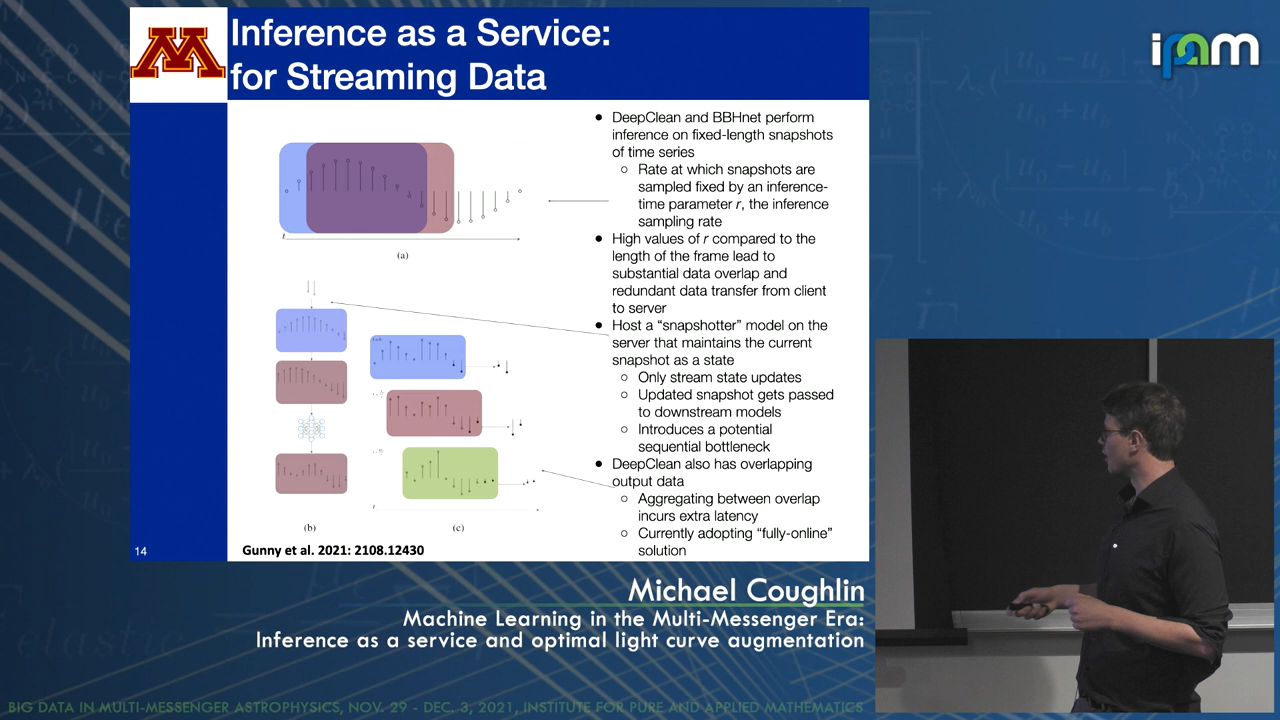 Inference as a Service:
for Streaming Data
ipam
● DeepClean and BBHnet perform
inference on fixed-length snapshots
of time series
○ Rate at which snapshots are
sampled fixed by an inference-
time parameter r, the inference
sampling rate
● High values of r compared to the
length of the frame lead to
substantial data overlap and
redundant data transfer from client
to server
● Host a “snapshotter” model on the
server that maintains the current
snapshot as a state
○ Only stream state updates
○ Updated snapshot gets passed
to downstream models
○ Introduces a potential
sequential bottleneck
● DeepClean also has overlapping
output data
○ Aggregating between overlap
incurs extra latency
○ Currently adopting “fully-online”
solution
(a)
(b)
(c)
14
Gunny et al. 2021: 2108.12430
Michael Coughlin
Machine Learning in the Multi-Messenger Era:
Inference as a service and optimal light curve augmentation
BIG DATA IN MULTI-MESSENGER ASTROPHYSICS, NOV. 29 - DEC. 3, 2021, INSTITUTE FOR PURE AND APPLIED MATHEMATICS